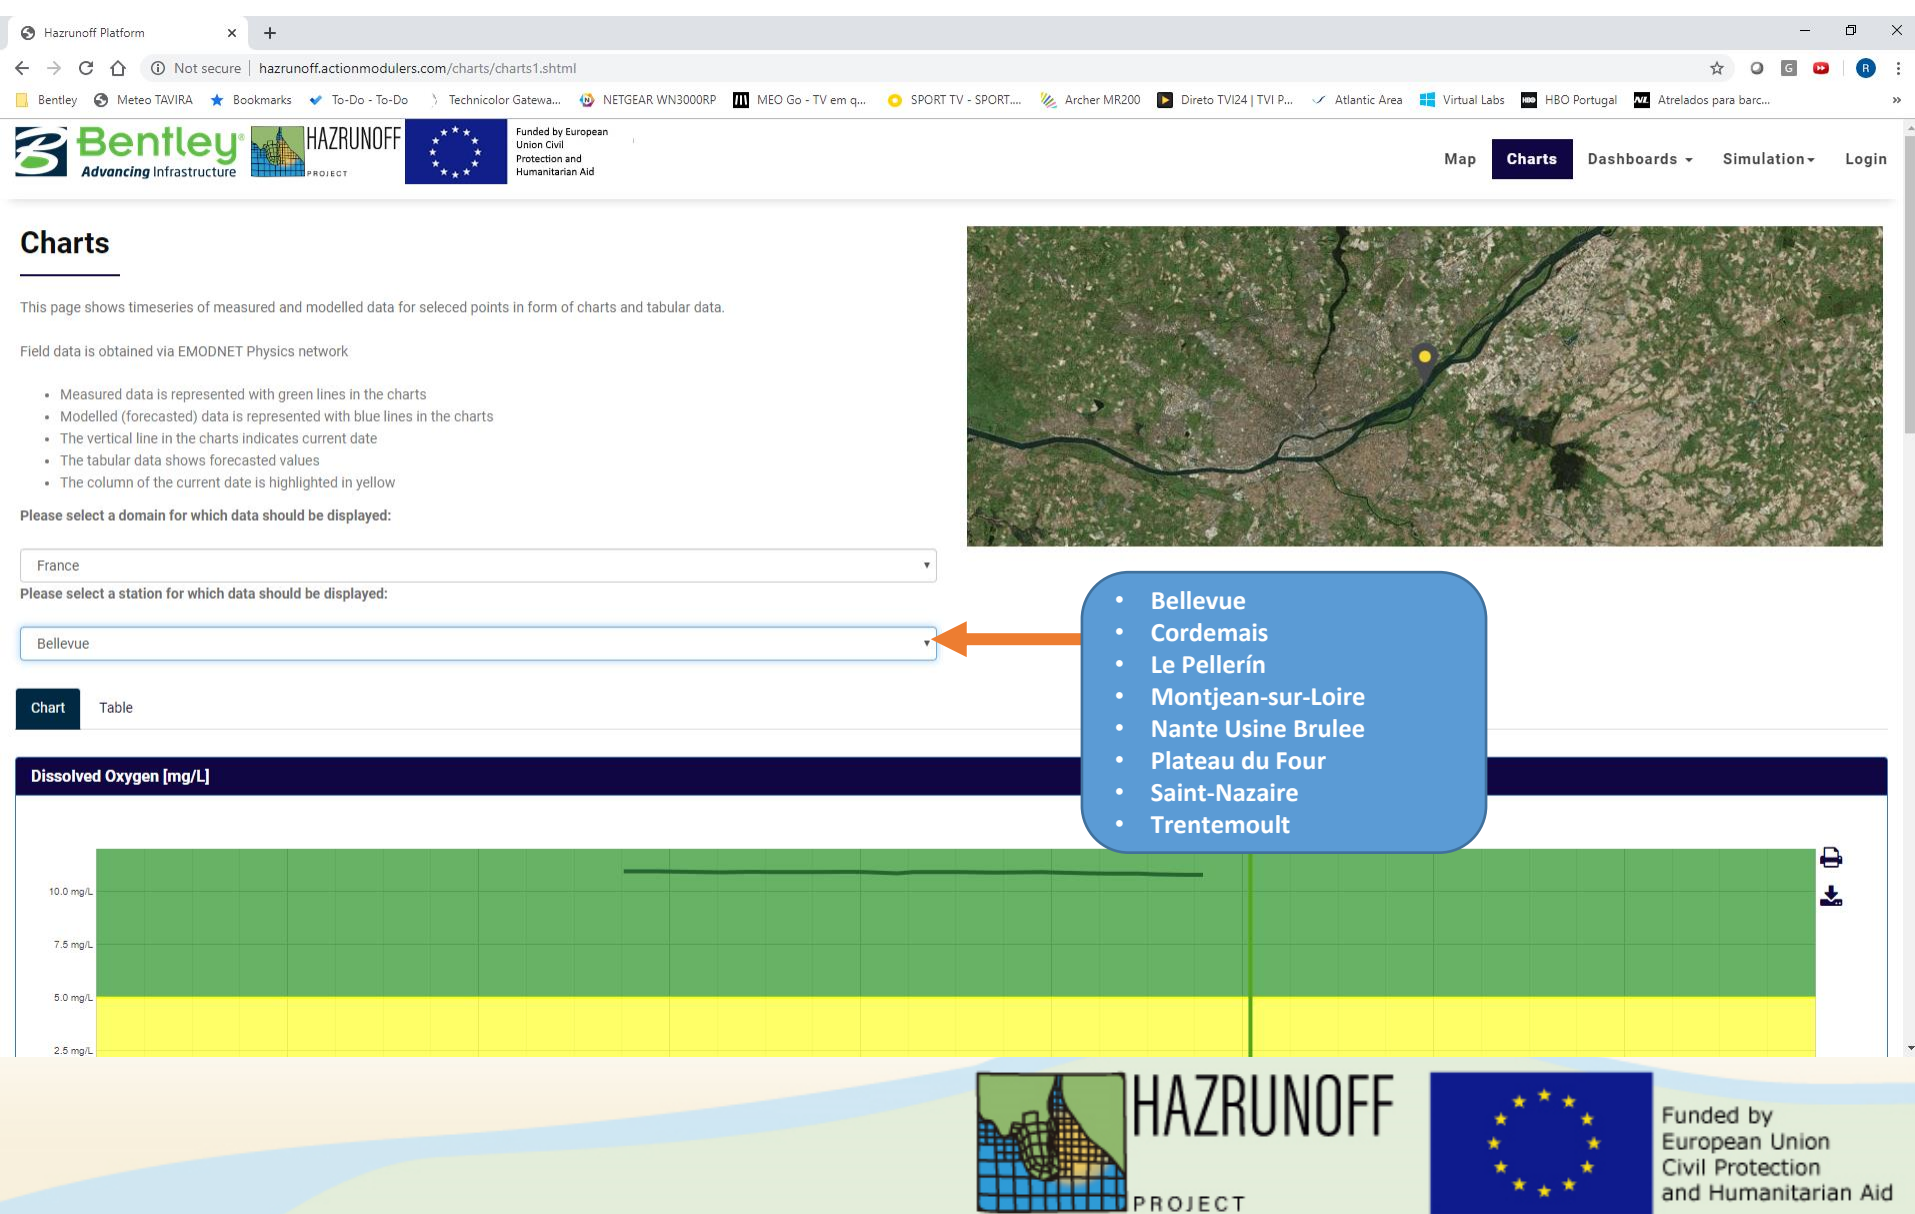 Hazrunoff Platform
Not secure | hazrunoff.actionmodulers.com/charts/charts1.shtml
R
Bentley Meteo TAVIRA Bookmarks To-Do - To-Do Technicolor Gatewa... NETGEAR WN3000RP MEO Go - TV em q... SPORT TV - SPORT.... Archer MR200 Direto TVI24 | TVI P... Atlantic Area Virtual Labs HBO Portugal Atrelados para barc... »
Bentley®
Advancing Infrastructure
HAZRUNOFF
PROJECT
Funded by European
Union Civil
Protection and
Humanitarian Aid
Map Charts Dashboards Simulation Login
Charts
This page shows timeseries of measured and modelled data for seleced points in form of charts and tabular data.
Field data is obtained via EMODNET Physics network
• Measured data is represented with green lines in the charts
• Modelled (forecasted) data is represented with blue lines in the charts
• The vertical line in the charts indicates current date
• The tabular data shows forecasted values
• The column of the current date is highlighted in yellow
Please select a domain for which data should be displayed:
France
Please select a station for which data should be displayed:
Bellevue
• Bellevue
• Cordemais
• Le Pellerín
• Montjean-sur-Loire
• Nante Usine Brulee
• Plateau du Four
• Saint-Nazaire
• Trentemoult
Chart Table
Dissolved Oxygen [mg/L]
10.0 mg/L
7.5 mg/L
5.0 mg/L
2.5 mg/L
HAZRUNOFF
PROJECT
Funded by
European Union
Civil Protection
and Humanitarian Aid